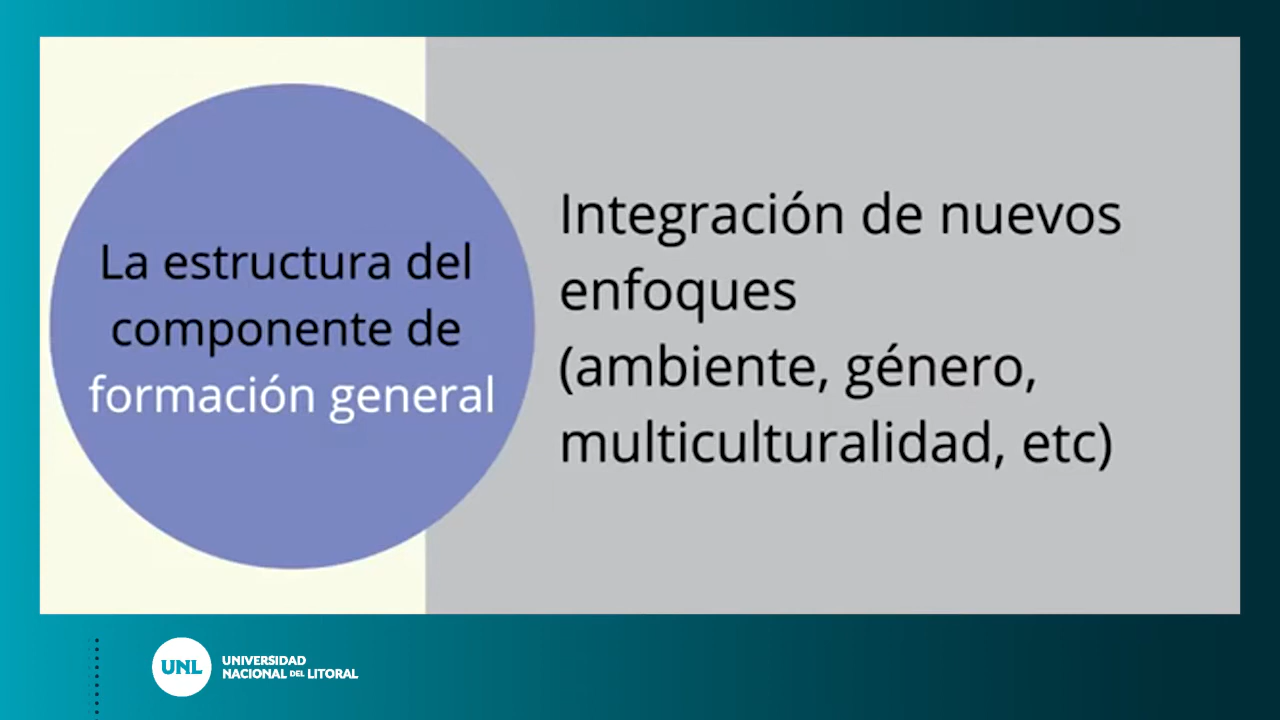 La estructura del
componente de
formación general
Integración de nuevos
enfoques
(ambiente, género,
multiculturalidad, etc)
UNL
UNIVERSIDAD
NACIONAL DEL LITORAL